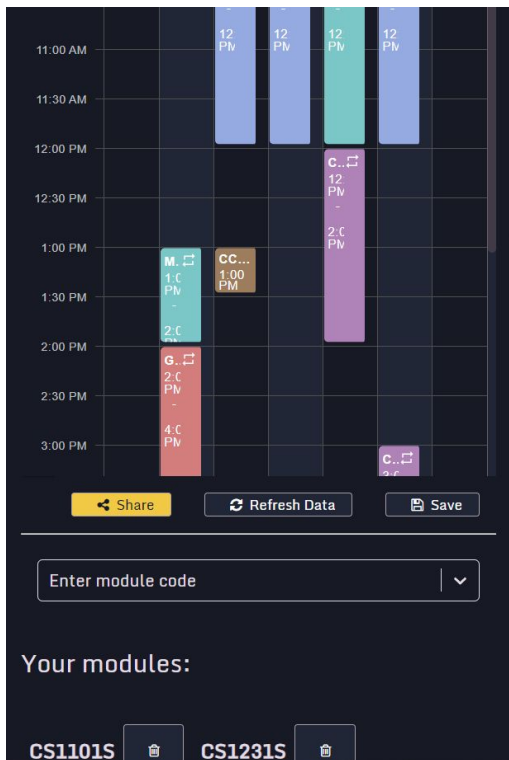 12 12 12 12
PM PM PM PM
11:00 AM
11:30 AM
12:00 PM
C...
12
PM
-
2:0
PM
12:30 PM
1:00 PM
M.
1:0
PM
-
2:0
CC...
1:00
PM
1:30 PM
2:00 PM
G..
2:0
PM
-
4:0
PM
2:30 PM
3:00 PM
C...
Share Refresh Data Save
Enter module code
Your modules:
CS1101S CS1231S